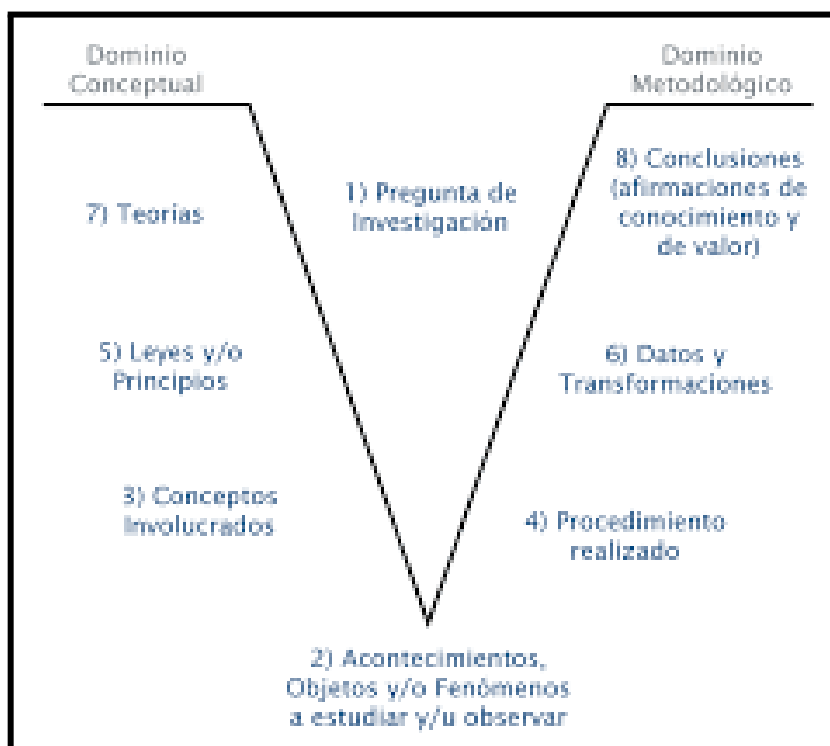 Dominio
Conceptual
Dominio
Metodológico
1) Pregunta de
Investigación
8) Conclusiones
(afirmaciones de
conocimiento y
de valor)
7) Teorías
5) Leyes y/o
Principios
6) Datos y
Transformaciones
3) Conceptos
Involucrados
4) Procedimiento
realizado
2) Acontecimientos,
Objetos y/o Fenómenos
a estudiar y/u observar